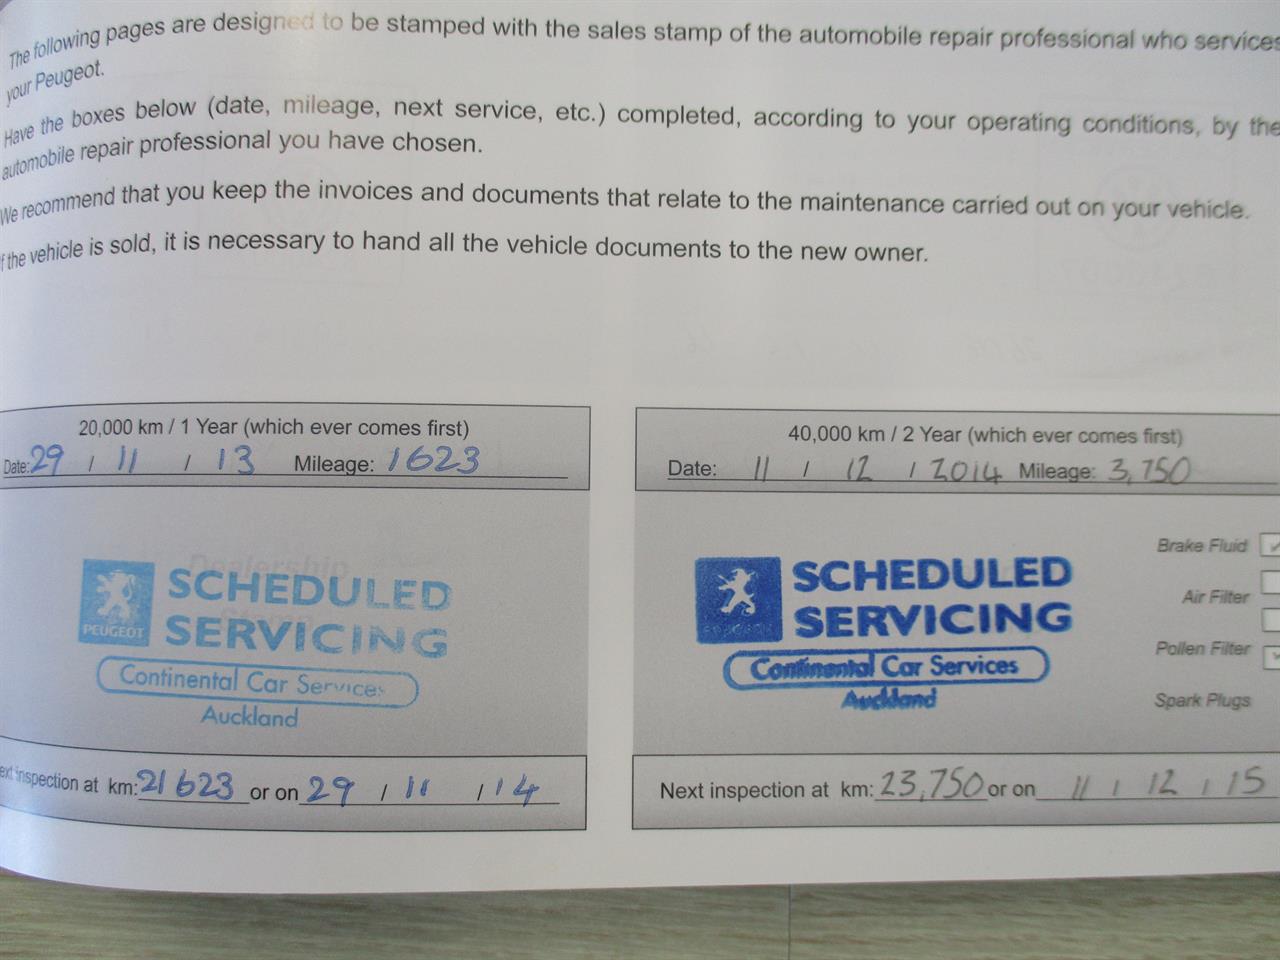 The following pages are designed to be stamped with the sales stamp of the automobile repair professional who services
your Peugeot.
Have the boxes below (date, mileage, next service, etc.) completed, according to your operating conditions, by the
automobile repair professional you have chosen.
We recommend that you keep the invoices and documents that relate to the maintenance carried out on your vehicle.
If the vehicle is sold, it is necessary to hand all the vehicle documents to the new owner.
20,000 km / 1 Year (which ever comes first)
Date: 29 / 11 / 13 Mileage: 1623
Dealership
PEUGEOT
SCHEDULED
SERVICING
Continental Car Services
Auckland
ext inspection at km: 21623 or on 29 / 11 / 14
40,000 km / 2 Year (which ever comes first)
Date: 11 / 12 / 2014 Mileage: 3,750
PEUGEOT
SCHEDULED
SERVICING
Continental Car Services
Auckland
Brake Fluid
Air Filter
Pollen Filter
Spark Plugs
Next inspection at km: 23,750 or on 11 / 12 / 15